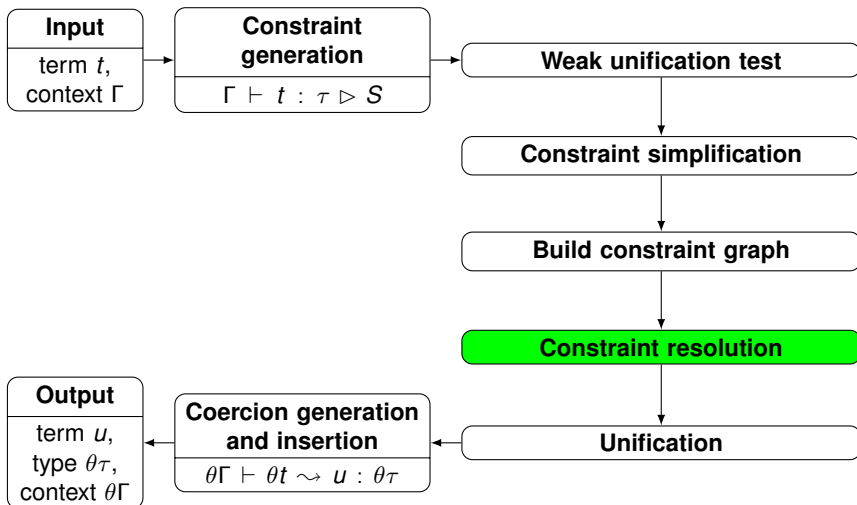 Input
term t,
context Γ
Constraint
generation
Γ ⊢ t : τ ▷ S
Weak unification test
Constraint simplification
Build constraint graph
Constraint resolution
Unification
Coercion generation
and insertion
θΓ ⊢ θt ⇝ u : θτ
Output
term u,
type θτ,
context θΓ